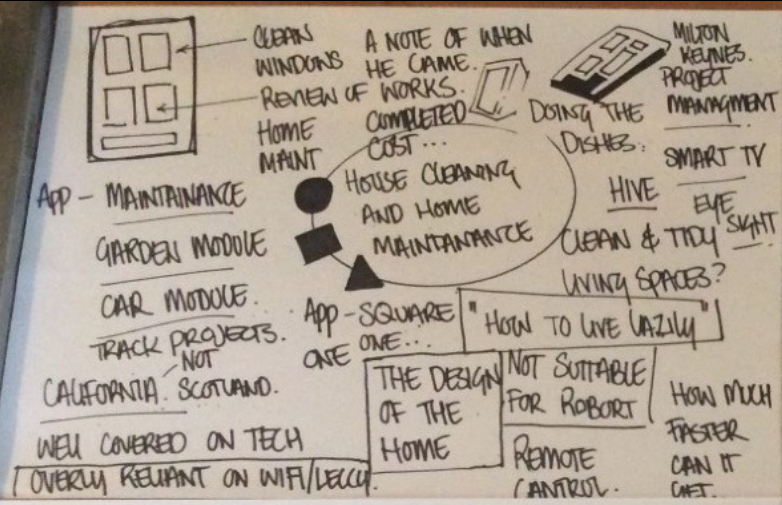 CLEAN
WINDOWS
REVIEW OF WORKS.
HOME
MAINT
A NOTE OF WHEN
HE CAME.
COMPLETED
COST...
DOING THE
DISHES.
MILTON
KEYNES.
PROJECT
MANAGMENT
SMART TV
HIVE
EYE
SIGHT
APP - MAINTAINANCE
GARDEN MODULE
CAR MODULE.
TRACK PROJECTS.
NOT
CALIFORNIA. SCOTLAND.
WELL COVERED ON TECH
OVERLY RELIANT ON WIFI/LECCY.
HOUSE CLEANING
AND HOME
MAINTANANCE
CLEAN & TIDY
LIVING SPACES?
APP - SQUARE
ONE ONE...
"HOW TO LIVE LAZILY"
THE DESIGN
OF THE
HOME
NOT SUITABLE
FOR ROBORT
REMOTE
CANTROL.
HOW MUCH
FASTER
CAN IT
GET.